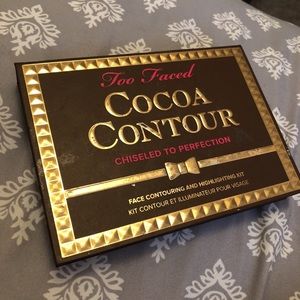 Too Faced
COCOA
CONTOUR
CHISELED TO PERFECTION
FACE CONTOURING AND HIGHLIGHTING KIT
KIT CONTOUR ET ILLUMINATEUR POUR VISAGE